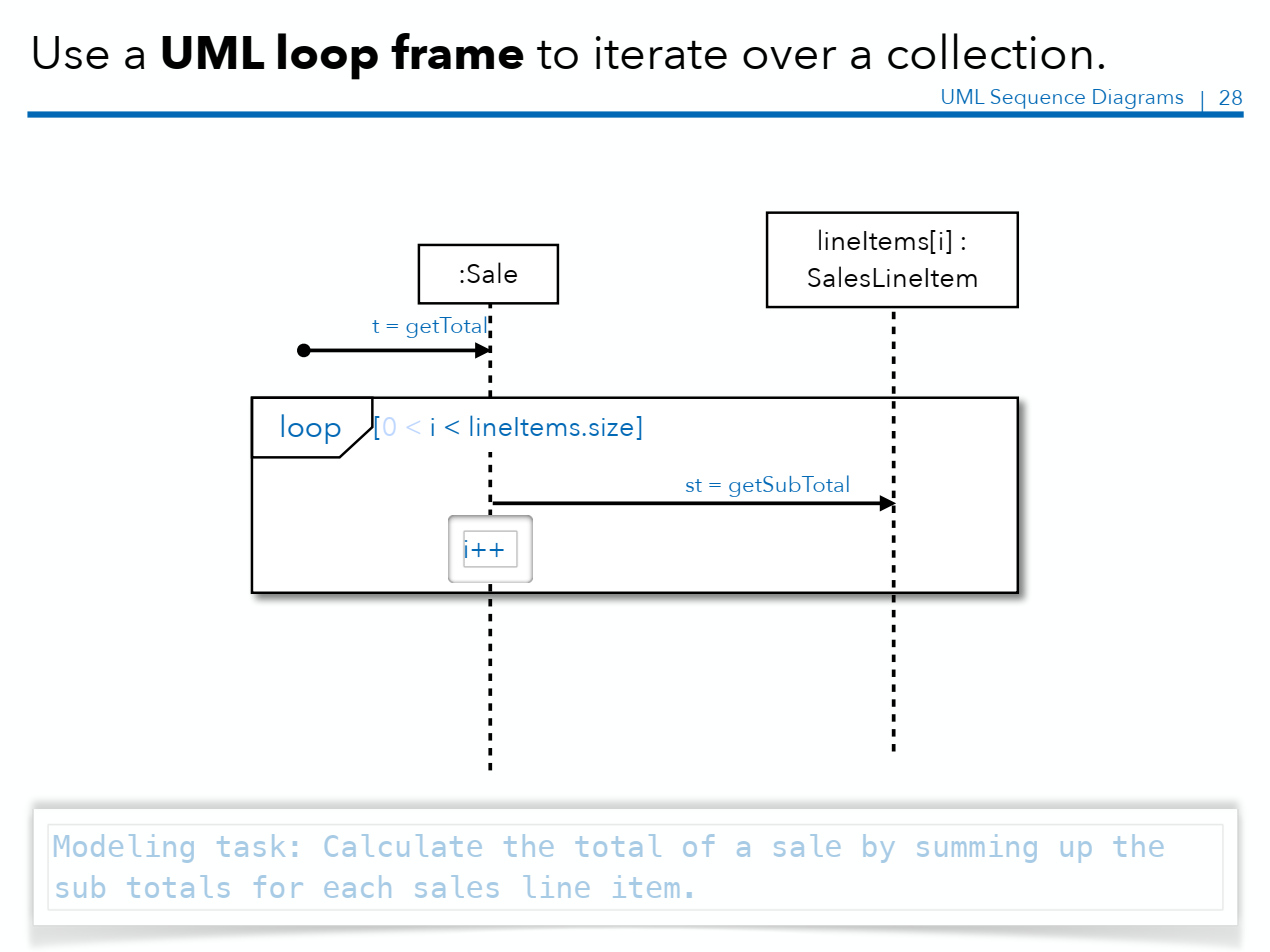 Use a UML loop frame to iterate over a collection.
UML Sequence Diagrams | 28
lineItems[i] :
SalesLineItem
:Sale
t = getTotal
loop [0 < i < lineItems.size]
st = getSubTotal
i++
Modeling task: Calculate the total of a sale by summing up the
sub totals for each sales line item.